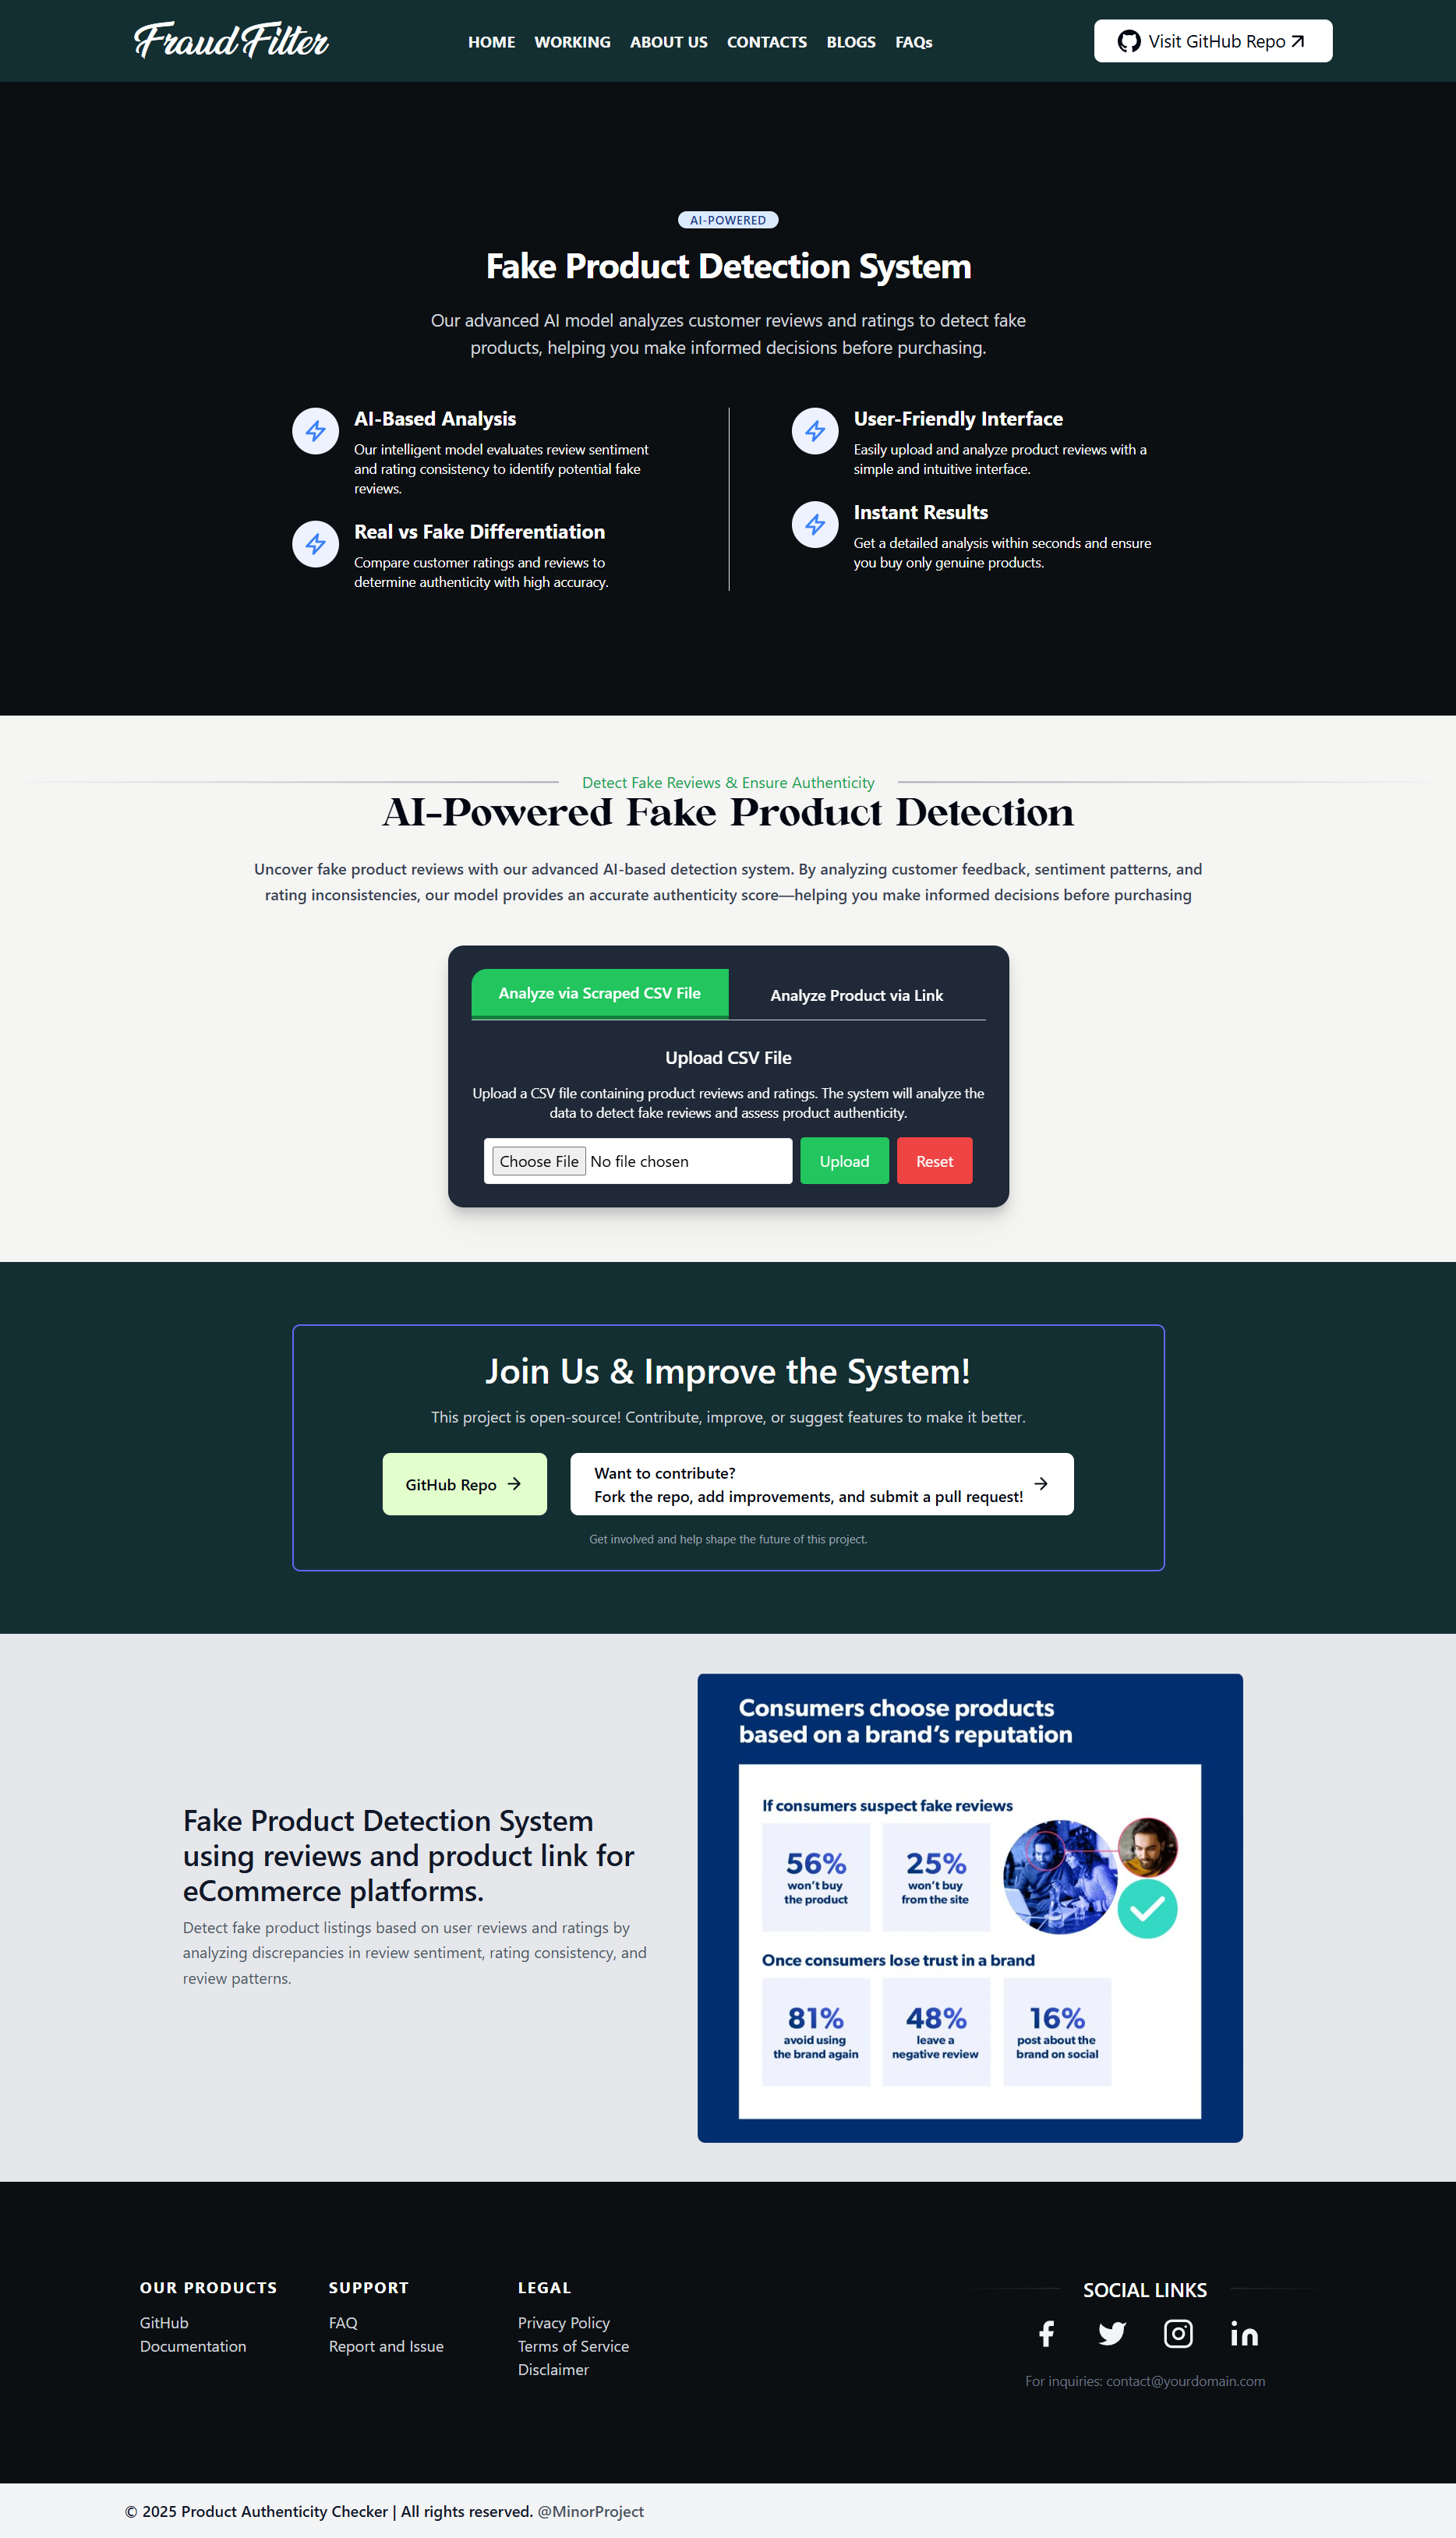 FraudFilter
HOME WORKING ABOUT US CONTACTS BLOGS FAQs
Visit GitHub Repo
AI-POWERED
Fake Product Detection System
Our advanced AI model analyzes customer reviews and ratings to detect fake
products, helping you make informed decisions before purchasing.
AI-Based Analysis
Our intelligent model evaluates review sentiment
and rating consistency to identify potential fake
reviews.
Real vs Fake Differentiation
Compare customer ratings and reviews to
determine authenticity with high accuracy.
User-Friendly Interface
Easily upload and analyze product reviews with a
simple and intuitive interface.
Instant Results
Get a detailed analysis within seconds and ensure
you buy only genuine products.
Detect Fake Reviews & Ensure Authenticity
AI-Powered Fake Product Detection
Uncover fake product reviews with our advanced AI-based detection system. By analyzing customer feedback, sentiment patterns, and
rating inconsistencies, our model provides an accurate authenticity score—helping you make informed decisions before purchasing
Analyze via Scraped CSV File
Analyze Product via Link
Upload CSV File
Upload a CSV file containing product reviews and ratings. The system will analyze the
data to detect fake reviews and assess product authenticity.
Choose File No file chosen
Upload
Reset
Join Us & Improve the System!
This project is open-source! Contribute, improve, or suggest features to make it better.
GitHub Repo
Want to contribute?
Fork the repo, add improvements, and submit a pull request!
Get involved and help shape the future of this project.
Fake Product Detection System
using reviews and product link for
eCommerce platforms.
Detect fake product listings based on user reviews and ratings by
analyzing discrepancies in review sentiment, rating consistency, and
review patterns.
Consumers choose products
based on a brand's reputation
If consumers suspect fake reviews
56%
won't buy
the product
25%
won't buy
from the site
Once consumers lose trust in a brand
81%
avoid using
the brand again
48%
leave a
negative review
16%
post about the
brand on social
OUR PRODUCTS
GitHub
Documentation
SUPPORT
FAQ
Report and Issue
LEGAL
Privacy Policy
Terms of Service
Disclaimer
SOCIAL LINKS
For inquiries: contact@yourdomain.com
© 2025 Product Authenticity Checker | All rights reserved. @MinorProject